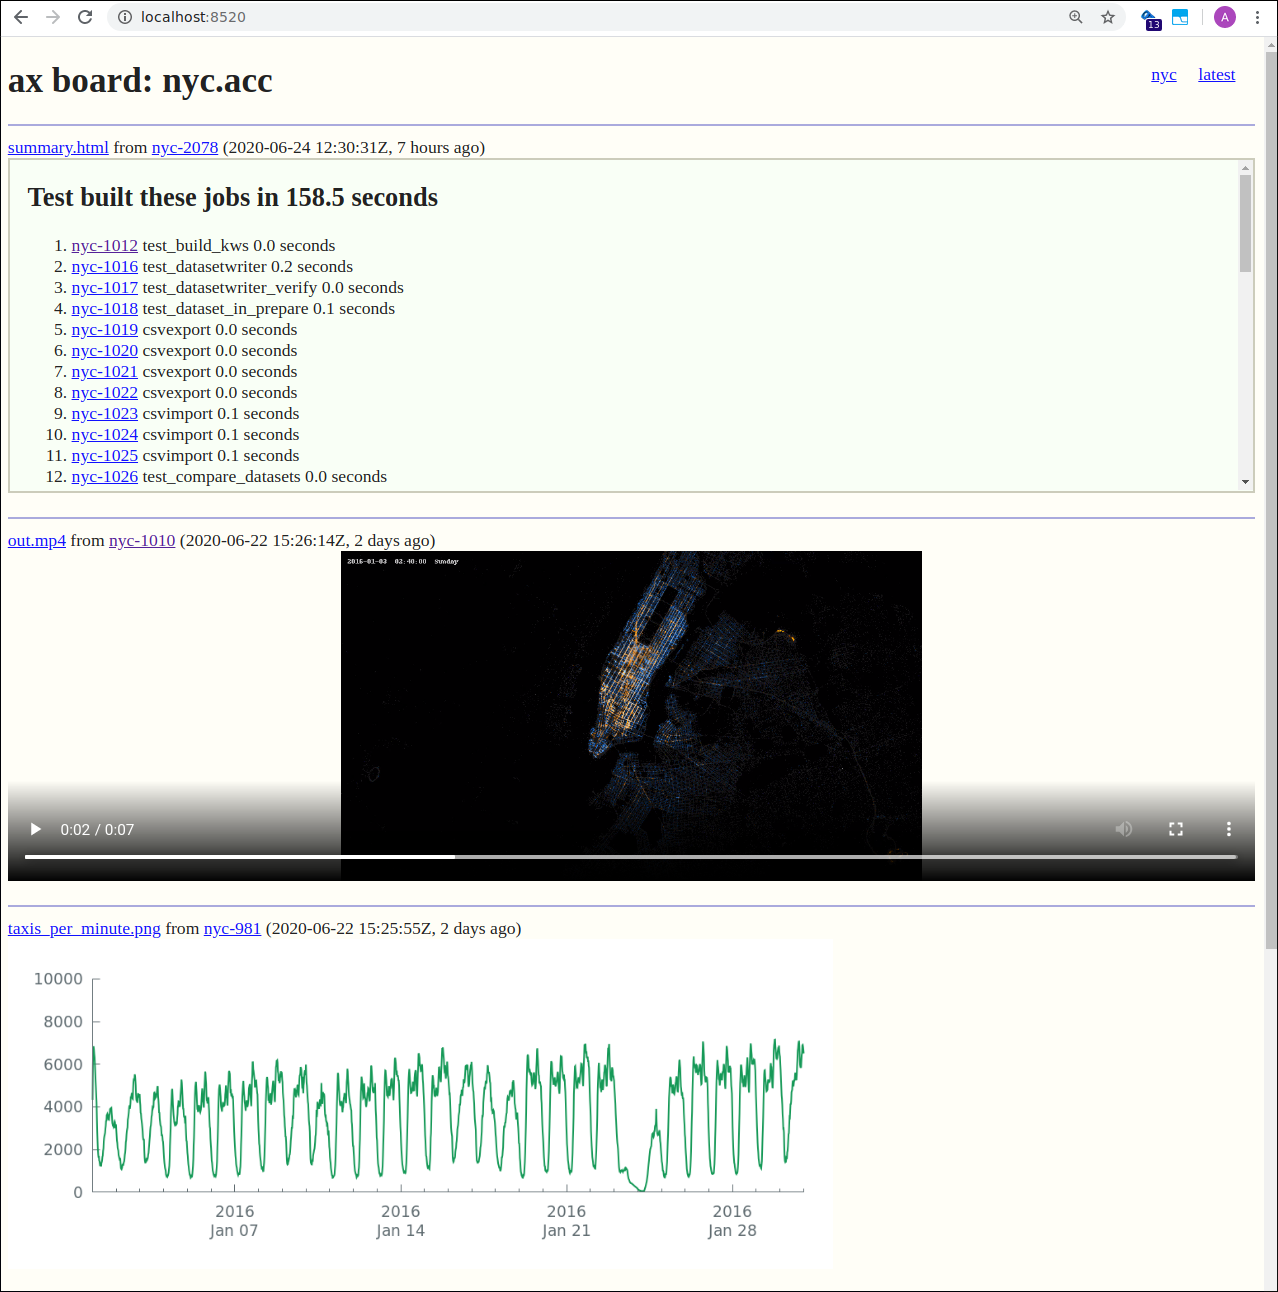 localhost:8520
13
A
ax board: nyc.acc
nyc latest
summary.html from nyc-2078 (2020-06-24 12:30:31Z, 7 hours ago)
Test built these jobs in 158.5 seconds
1. nyc-1012 test_build_kws 0.0 seconds
2. nyc-1016 test_datasetwriter 0.2 seconds
3. nyc-1017 test_datasetwriter_verify 0.0 seconds
4. nyc-1018 test_dataset_in_prepare 0.1 seconds
5. nyc-1019 csvexport 0.0 seconds
6. nyc-1020 csvexport 0.0 seconds
7. nyc-1021 csvexport 0.0 seconds
8. nyc-1022 csvexport 0.0 seconds
9. nyc-1023 csvimport 0.1 seconds
10. nyc-1024 csvimport 0.1 seconds
11. nyc-1025 csvimport 0.1 seconds
12. nyc-1026 test_compare_datasets 0.0 seconds
out.mp4 from nyc-1010 (2020-06-22 15:26:14Z, 2 days ago)
2016-01-03 02:40:00 Sunday
0:02 / 0:07
taxis_per_minute.png from nyc-981 (2020-06-22 15:25:55Z, 2 days ago)
10000
8000
6000
4000
2000
0
2016 2016 2016 2016
Jan 07 Jan 14 Jan 21 Jan 28